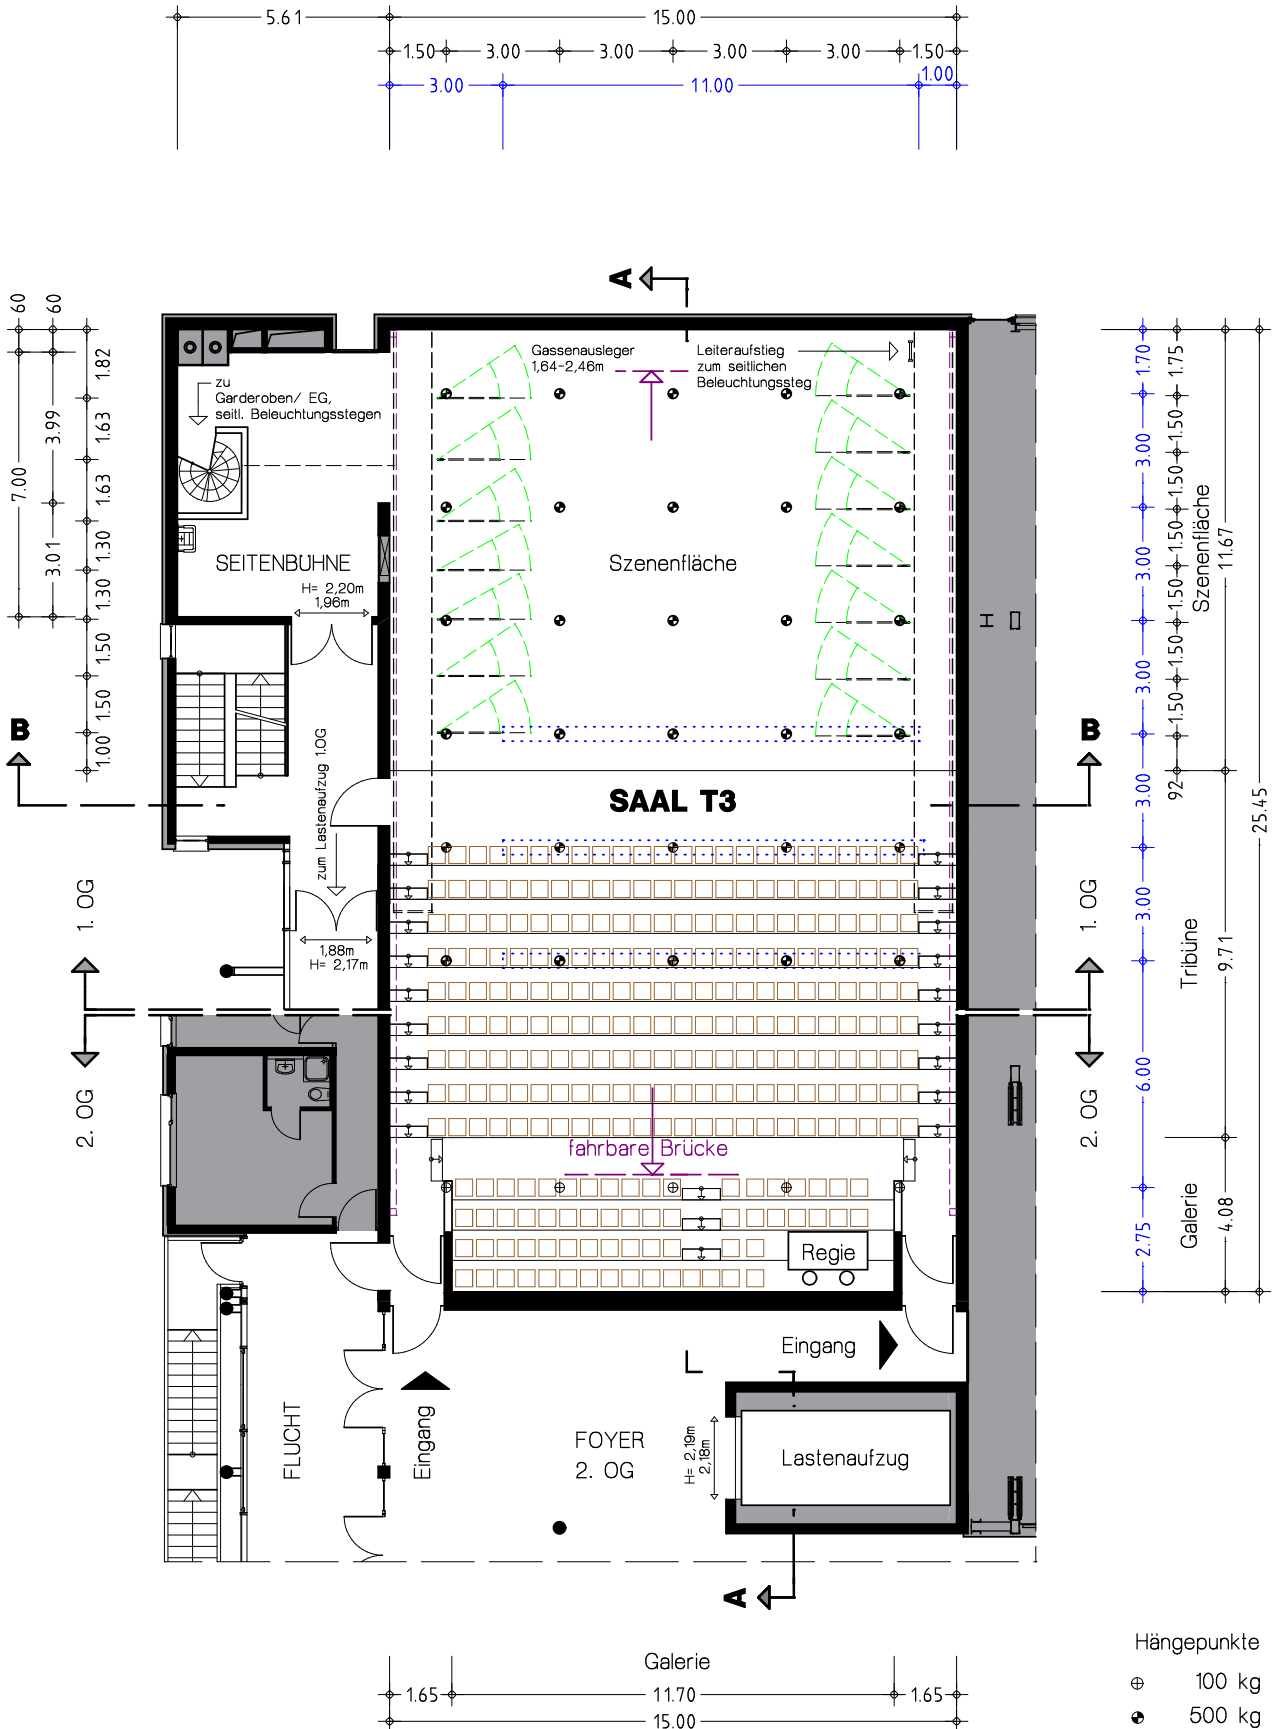 5.61
15.00
1.50
3.00
3.00
3.00
3.00
1.50
3.00
11.00
1.00
A
60
60
1.82
3.99
1.63
7.00
1.63
3.01
1.30
1.30
1.50
1.50
1.00
Gassenausleger
1,64-2,46m
Leiteraufstieg
zum seitlichen
Beleuchtungssteg
zu
Garderoben/ EG,
seitl. Beleuchtungsstegen
SEITENBÜHNE
H= 2,20m
1,96m
Szenenfläche
H
1.70
1.75
3.00
1.50
1.50
3.00
1.50
1.50
3.00
1.50
1.50
3.00
92
3.00
3.00
6.00
2.75
Szenenfläche
11.67
Tribüne
9.71
Galerie
4.08
25.45
B
B
zum Lastenaufzug 1.OG
SAAL T3
1. OG
1. OG
1,88m
H= 2,17m
2. OG
2. OG
fahrbare Brücke
Regie
Eingang
FLUCHT
Eingang
FOYER
2. OG
H= 2,19m
2,18m
Lastenaufzug
A
Hängepunkte
100 kg
500 kg
Galerie
1.65
11.70
1.65
15.00